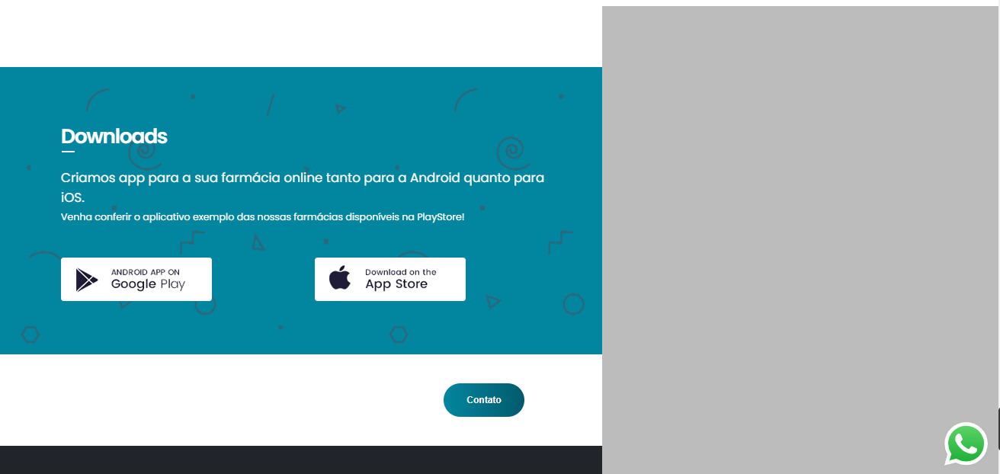 Downloads
Criamos app para a sua farmácia online tanto para a Android quanto para
iOS.
Venha conferir o aplicativo exemplo das nossas farmácias disponíveis na PlayStore!
ANDROID APP ON
Google Play
Download on the
App Store
Contato